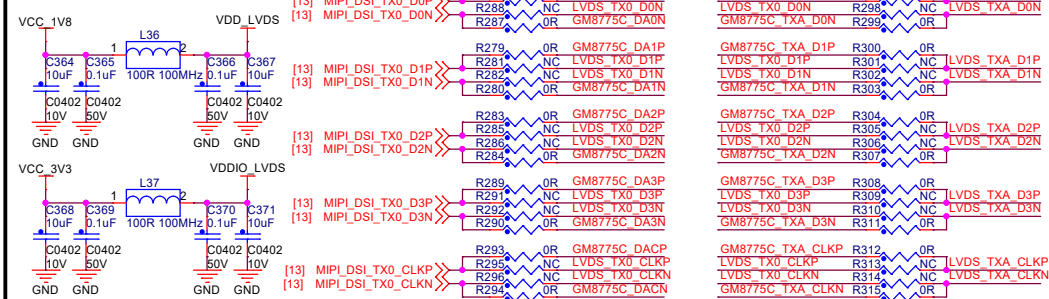 [13] MIPI_DSI_TX0_D0P
[13] MIPI_DSI_TX0_D0N
R288 NC LVDS_TX0_D0N
R287 0R GM8775C_DA0N
LVDS_TX0_D0N R298 NC LVDS_TXA_D0N
GM8775C_TXA_D0N R299 0R
VCC_1V8
L36
VDD_LVDS
1 2
C364 C365 C366 C367
10uF 0.1uF 100R 100MHz 0.1uF 10uF
C0402 C0402 C0402 C0402
10V 50V 50V 10V
GND GND GND GND
R279 0R GM8775C_DA1P
[13] MIPI_DSI_TX0_D1P R281 NC LVDS_TX0_D1P
[13] MIPI_DSI_TX0_D1N R282 NC LVDS_TX0_D1N
R280 0R GM8775C_DA1N
GM8775C_TXA_D1P R300 0R
LVDS_TX0_D1P R301 NC LVDS_TXA_D1P
LVDS_TX0_D1N R302 NC LVDS_TXA_D1N
GM8775C_TXA_D1N R303 0R
R283 0R GM8775C_DA2P
[13] MIPI_DSI_TX0_D2P R285 NC LVDS_TX0_D2P
[13] MIPI_DSI_TX0_D2N R286 NC LVDS_TX0_D2N
R284 0R GM8775C_DA2N
GM8775C_TXA_D2P R304 0R
LVDS_TX0_D2P R305 NC LVDS_TXA_D2P
LVDS_TX0_D2N R306 NC LVDS_TXA_D2N
GM8775C_TXA_D2N R307 0R
VCC_3V3
L37
VDDIO_LVDS
1 2
C368 C369 C370 C371
10uF 0.1uF 100R 100MHz 0.1uF 10uF
C0402 C0402 C0402 C0402
10V 50V 50V 10V
GND GND GND GND
R289 0R GM8775C_DA3P
[13] MIPI_DSI_TX0_D3P R291 NC LVDS_TX0_D3P
[13] MIPI_DSI_TX0_D3N R292 NC LVDS_TX0_D3N
R290 0R GM8775C_DA3N
GM8775C_TXA_D3P R308 0R
LVDS_TX0_D3P R309 NC LVDS_TXA_D3P
LVDS_TX0_D3N R310 NC LVDS_TXA_D3N
GM8775C_TXA_D3N R311 0R
R293 0R GM8775C_DACP
[13] MIPI_DSI_TX0_CLKP R295 NC LVDS_TX0_CLKP
[13] MIPI_DSI_TX0_CLKN R296 NC LVDS_TX0_CLKN
R294 0R GM8775C_DACN
GM8775C_TXA_CLKP R312 0R
LVDS_TX0_CLKP R313 NC LVDS_TXA_CLKP
LVDS_TX0_CLKN R314 NC LVDS_TXA_CLKN
GM8775C_TXA_CLKN R315 0R